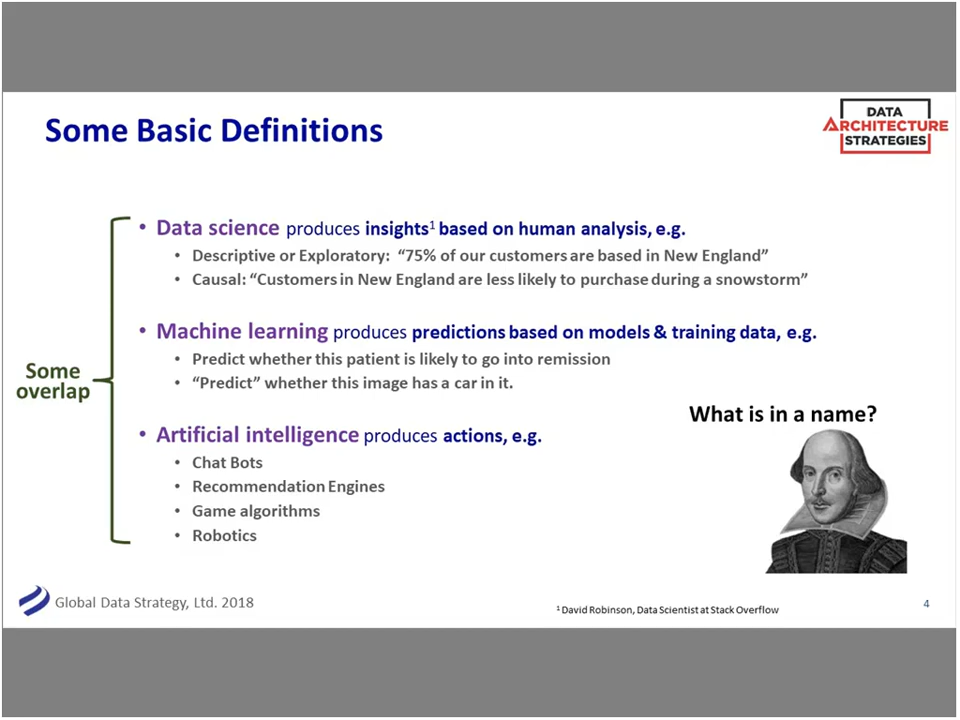 Some Basic Definitions
DATA
ARCHITECTURE
STRATEGIES
• Data science produces insights¹ based on human analysis, e.g.
• Descriptive or Exploratory: “75% of our customers are based in New England”
• Causal: “Customers in New England are less likely to purchase during a snowstorm”
• Machine learning produces predictions based on models & training data, e.g.
• Predict whether this patient is likely to go into remission
• “Predict” whether this image has a car in it.
Some
overlap
What is in a name?
• Artificial intelligence produces actions, e.g.
• Chat Bots
• Recommendation Engines
• Game algorithms
• Robotics
Global Data Strategy, Ltd. 2018
¹ David Robinson, Data Scientist at Stack Overflow
4